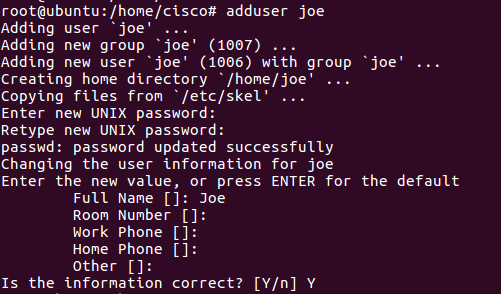 root@ubuntu:/home/cisco# adduser joe
Adding user `joe' ...
Adding new group `joe' (1007) ...
Adding new user `joe' (1006) with group `joe' ...
Creating home directory `/home/joe' ...
Copying files from `/etc/skel' ...
Enter new UNIX password:
Retype new UNIX password:
passwd: password updated successfully
Changing the user information for joe
Enter the new value, or press ENTER for the default
Full Name []: Joe
Room Number []:
Work Phone []:
Home Phone []:
Other []:
Is the information correct? [Y/n] Y